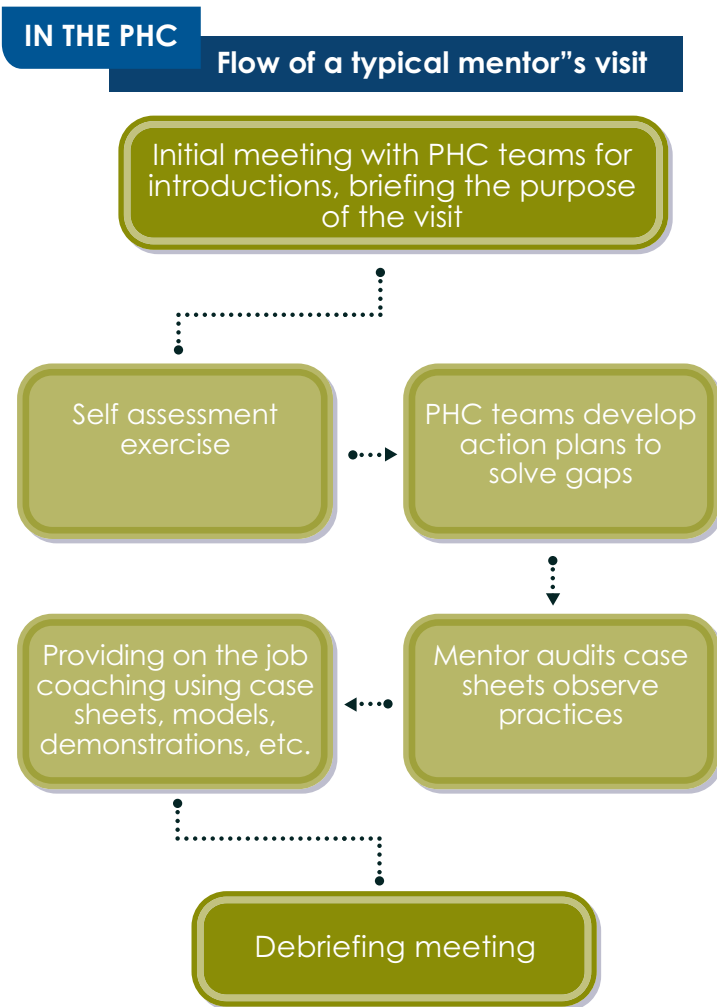 IN THE PHC
Flow of a typical mentor"s visit
Initial meeting with PHC teams for
introductions, briefing the purpose
of the visit
Self assessment
exercise
PHC teams develop
action plans to
solve gaps
Providing on the job
coaching using case
sheets, models,
demonstrations, etc.
Mentor audits case
sheets observe
practices
Debriefing meeting